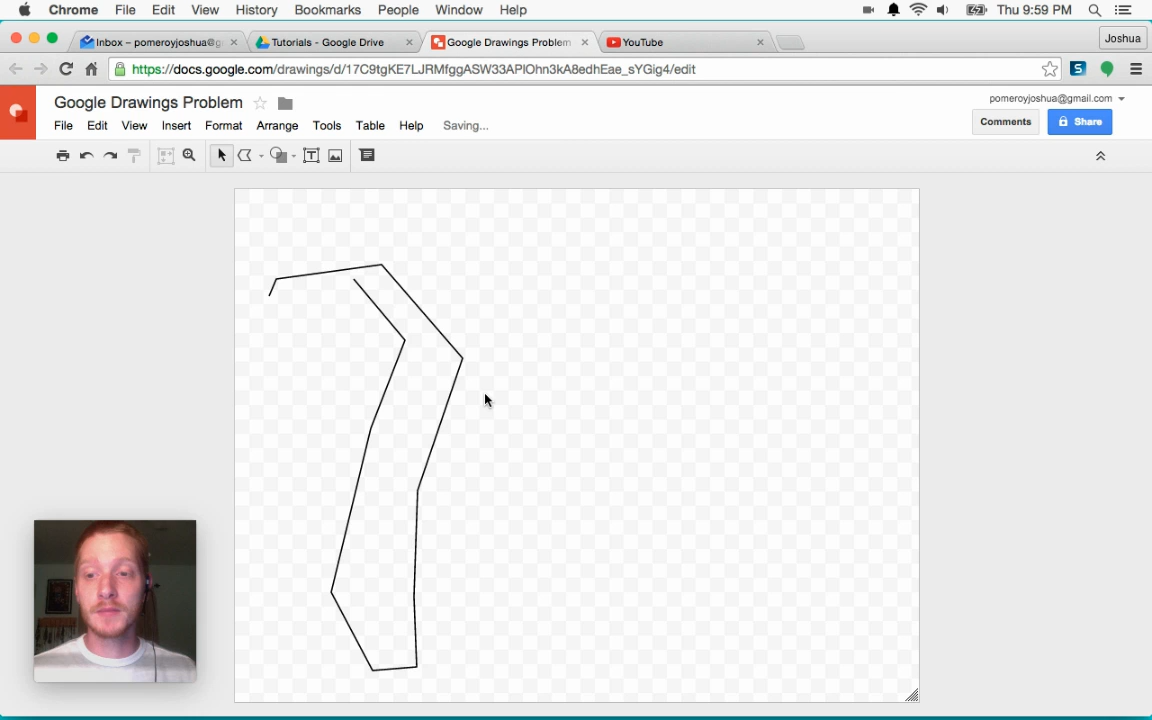 Chrome File Edit View History Bookmarks People Window Help Thu 9:59 PM
Inbox – pomeroyjoshua@g Tutorials - Google Drive Google Drawings Problem YouTube Joshua
https://docs.google.com/drawings/d/17C9tgKE7LJRMfggASW33APIOhn3kA8edhEae_sYGig4/edit
Google Drawings Problem pomeroyjoshua@gmail.com
File Edit View Insert Format Arrange Tools Table Help Saving... Comments Share